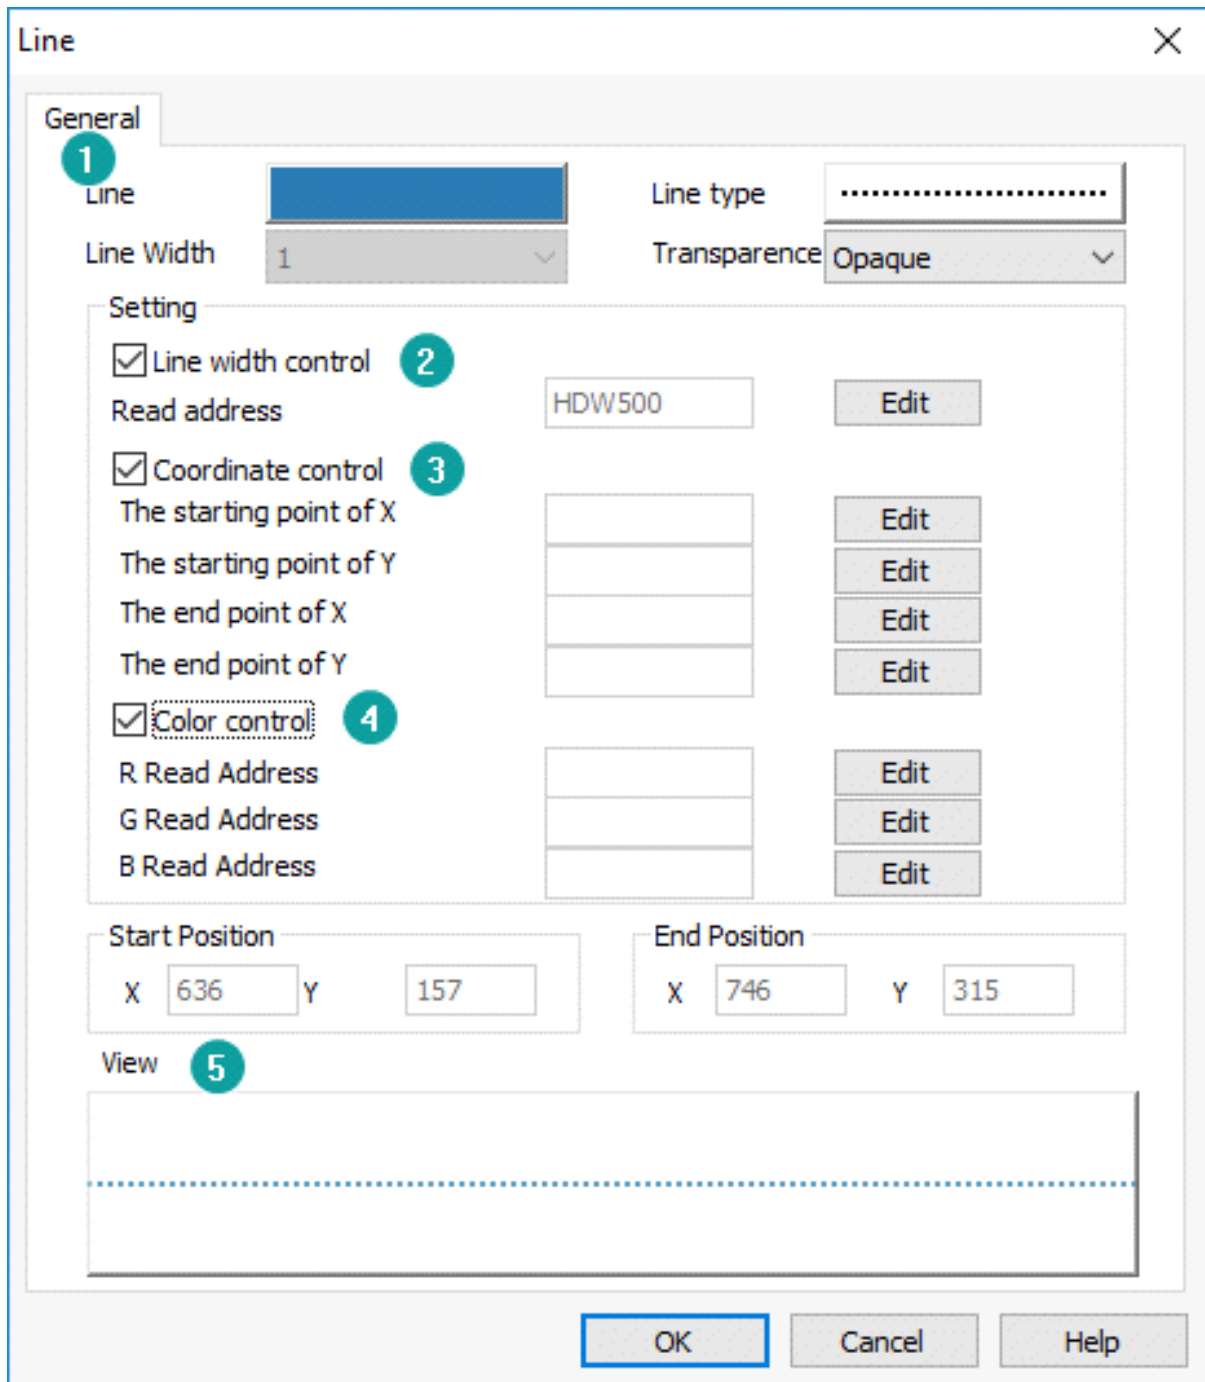 Line
General
1
Line
Line type
Line Width
1
Transparence
Opaque
Setting
Line width control
2
Read address
HDW500
Edit
Coordinate control
3
The starting point of X
Edit
The starting point of Y
Edit
The end point of X
Edit
The end point of Y
Edit
Color control
4
R Read Address
Edit
G Read Address
Edit
B Read Address
Edit
Start Position
X 636 Y 157
End Position
X 746 Y 315
View
5
OK
Cancel
Help